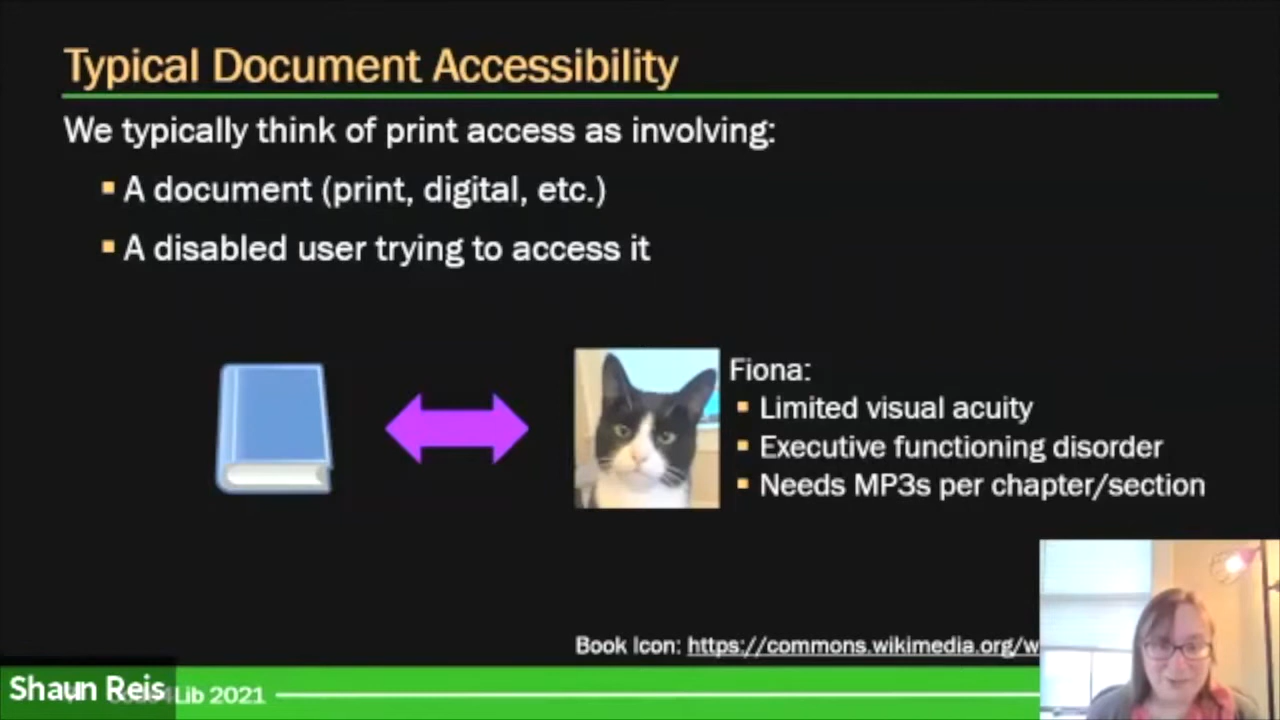 Typical Document Accessibility
We typically think of print access as involving:
▪ A document (print, digital, etc.)
▪ A disabled user trying to access it
Fiona:
▪ Limited visual acuity
▪ Executive functioning disorder
▪ Needs MP3s per chapter/section
Book Icon: https://commons.wikimedia.org/w
Shaun Reis
4Lib 2021